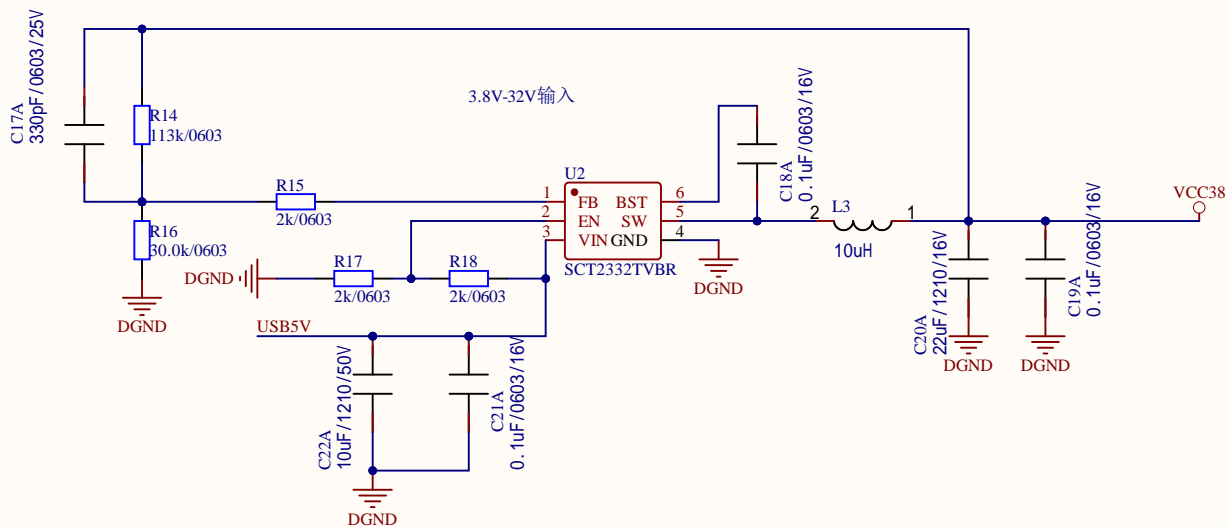 C17A
330pF/0603/25V
R14
113k/0603
3.8V-32V输入
C18A
0.1uF/0603/16V
R15
2k/0603
U2
1
FB
BST
6
2
EN
SW
5
3
VIN
GND
4
SCT2332TVBR
R16
30.0k/0603
DGND
DGND
R17
2k/0603
R18
2k/0603
DGND
2
L3
1
10uH
VCC38
C20A
22uF/1210/16V
DGND
C19A
0.1uF/0603/16V
DGND
USB5V
C22A
10uF/1210/50V
C21A
0.1uF/0603/16V
DGND